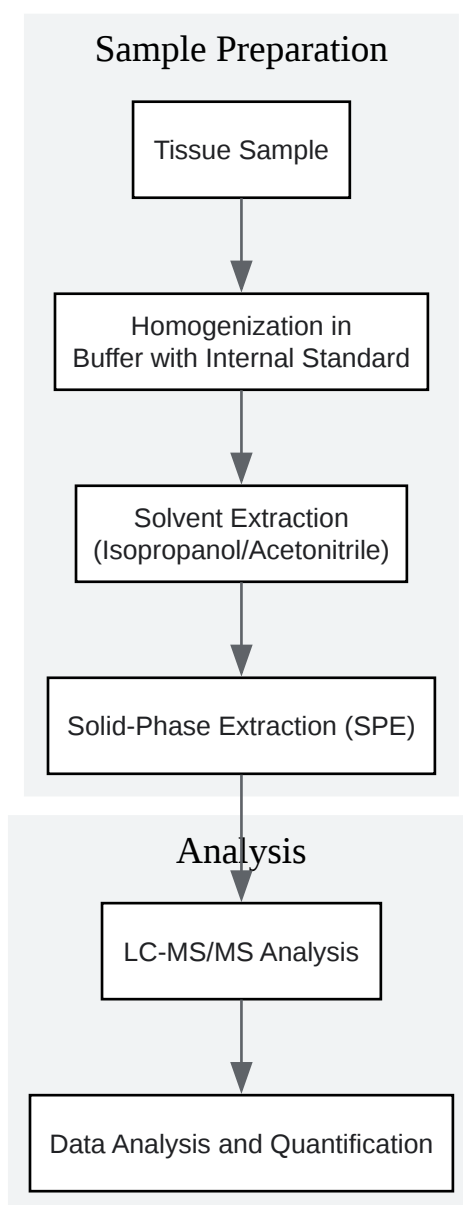 Sample Preparation
Tissue Sample
Homogenization in
Buffer with Internal Standard
Solvent Extraction
(Isopropanol/Acetonitrile)
Solid-Phase Extraction (SPE)
Analysis
LC-MS/MS Analysis
Data Analysis and Quantification